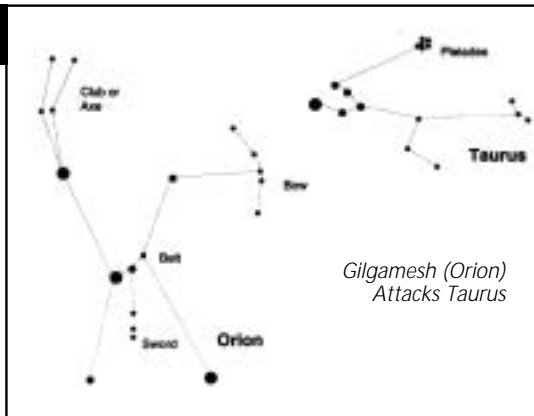 Club or
Axe
Pleiades
Taurus
Bow
Belt
Gilgamesh (Orion)
Attacks Taurus
Sword
Orion